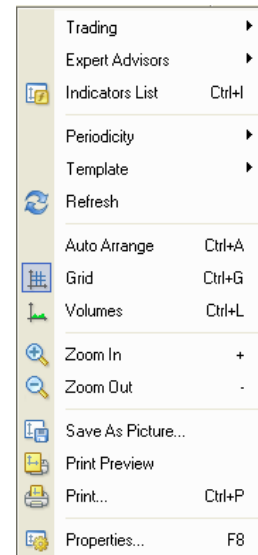 Trading
Expert Advisors
Indicators List Ctrl+I
Periodicity
Template
Refresh
Auto Arrange Ctrl+A
Grid Ctrl+G
Volumes Ctrl+L
Zoom In +
Zoom Out -
Save As Picture...
Print Preview
Print... Ctrl+P
Properties... F8